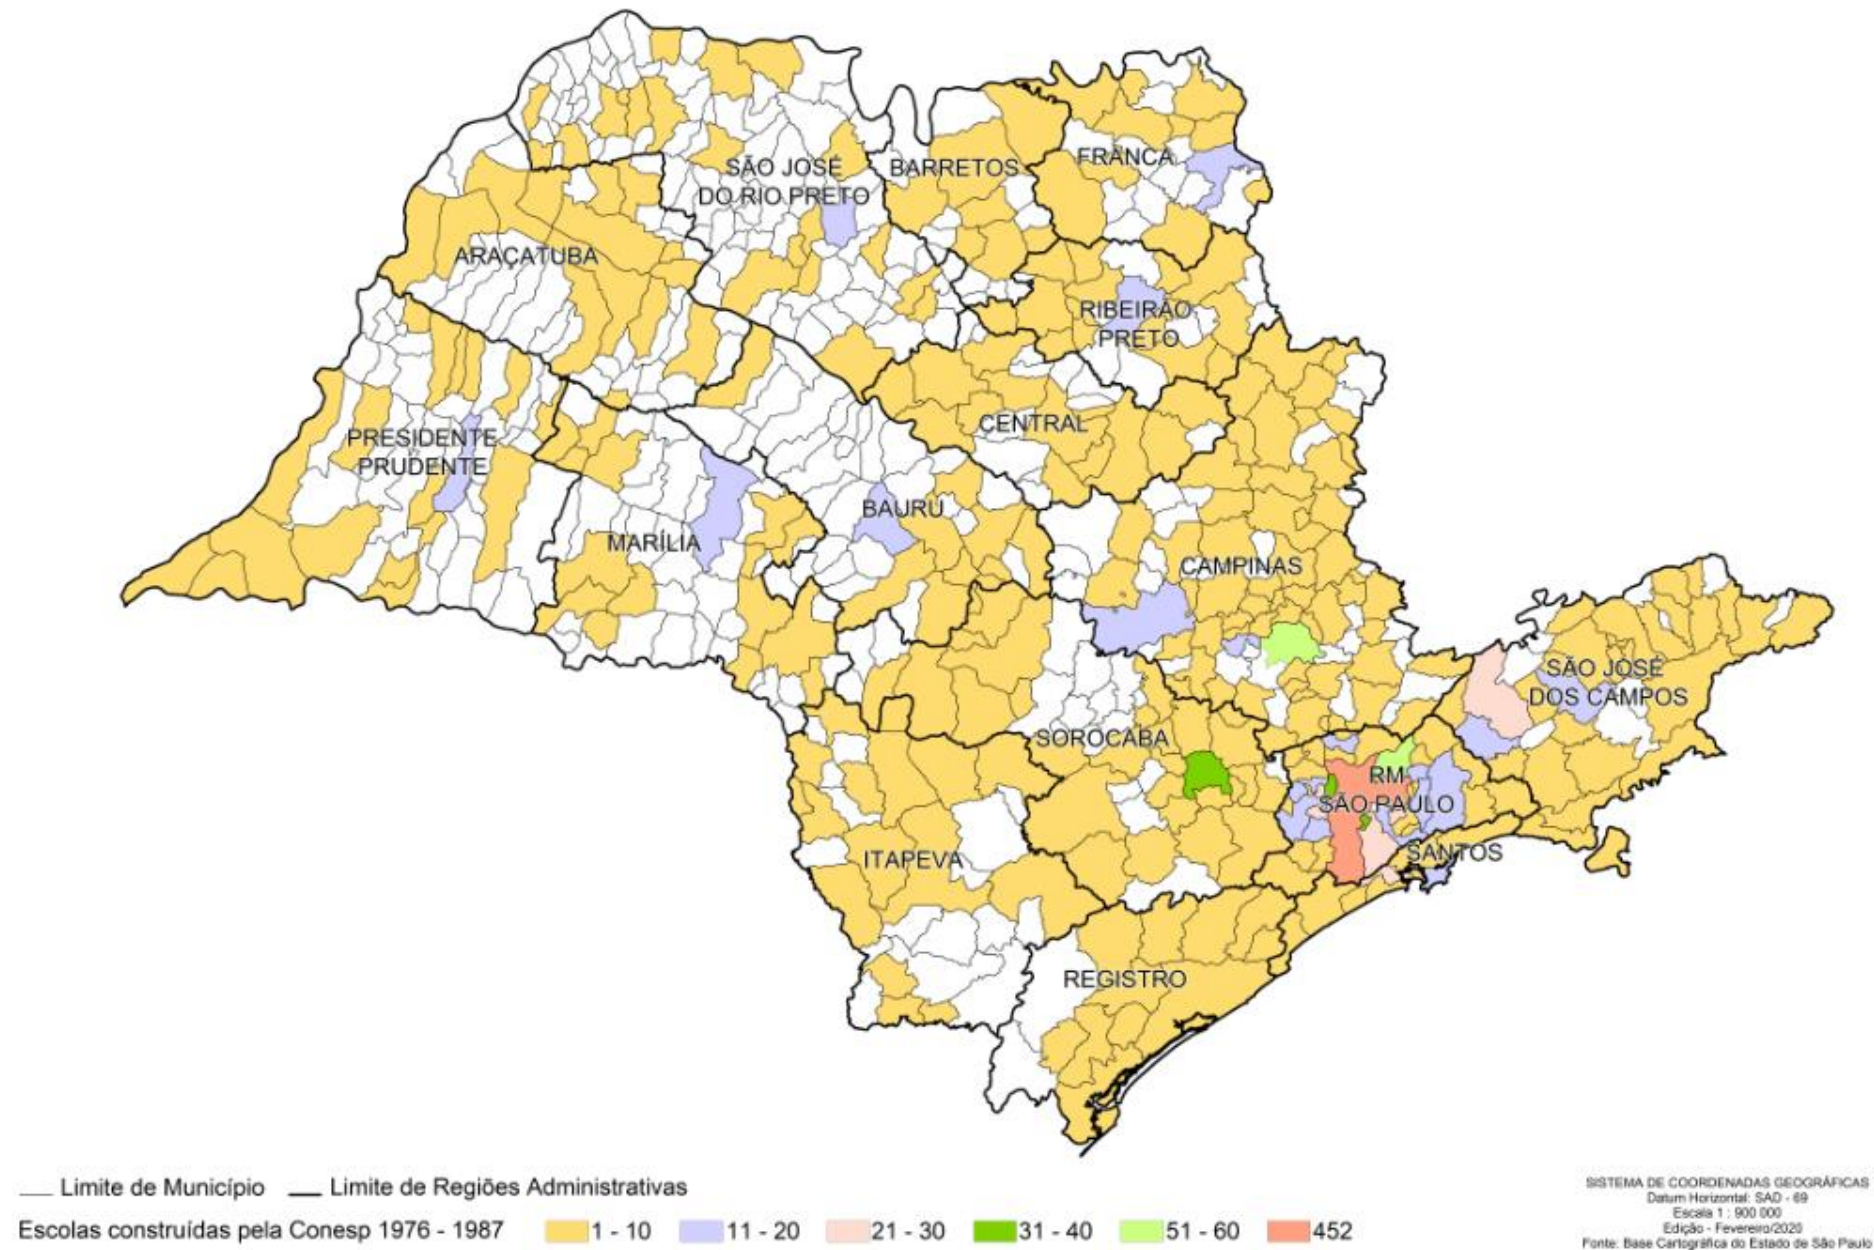 SÃO JOSÉ
DO RIO PRETO
BARRETOS
FRANCA
ARAÇATUBA
RIBEIRÃO
PRETO
PRESIDENTE
PRUDENTE
CENTRAL
MARÍLIA
BAURU
CAMPINAS
SÃO JOSÉ
DOS CAMPOS
SOROCABA
RM
SÃO PAULO
ITAPEVA
SANTOS
REGISTRO
Limite de Município
Limite de Regiões Administrativas
Escolas construídas pela Conesp 1976 - 1987
1 - 10
11 - 20
21 - 30
31 - 40
51 - 60
452
SISTEMA DE COORDENADAS GEOGRÁFICAS
Datum Horizontal: SAD - 69
Escala 1 : 900 000
Edição - Fevereiro/2020
Fonte: Base Cartográfica do Estado de São Paulo